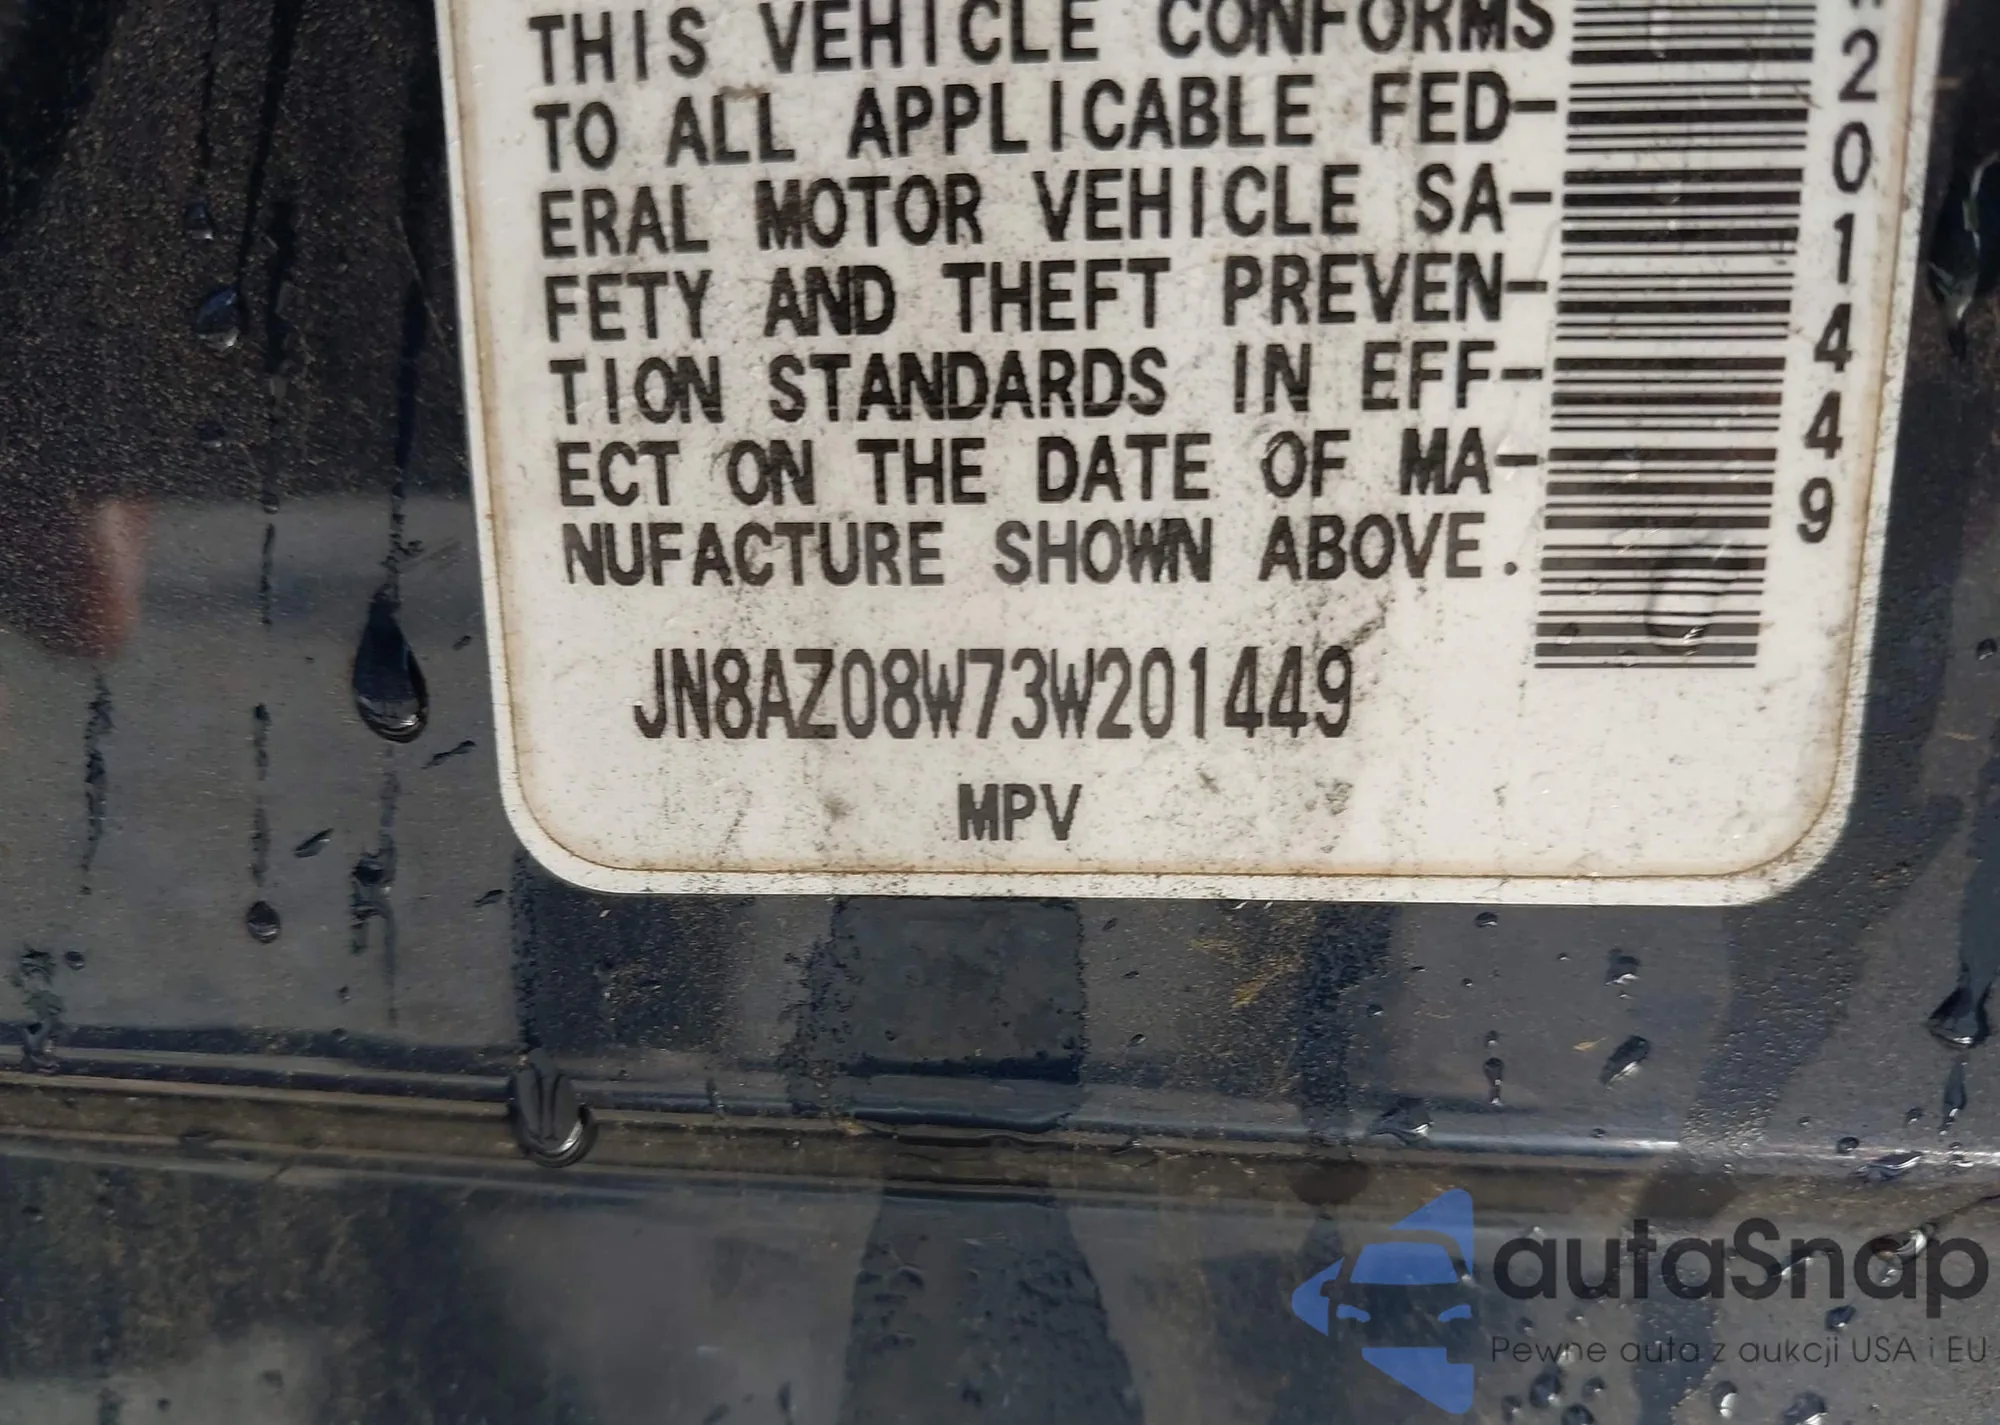 THIS VEHICLE CONFORMS
TO ALL APPLICABLE FED-
ERAL MOTOR VEHICLE SA-
FETY AND THEFT PREVEN-
TION STANDARDS IN EFF-
ECT ON THE DATE OF MA-
NUFACTURE SHOWN ABOVE.
JN8AZ08W73W201449
MPV
201449
autaSnap
Pewne auta z aukcji USA i EU